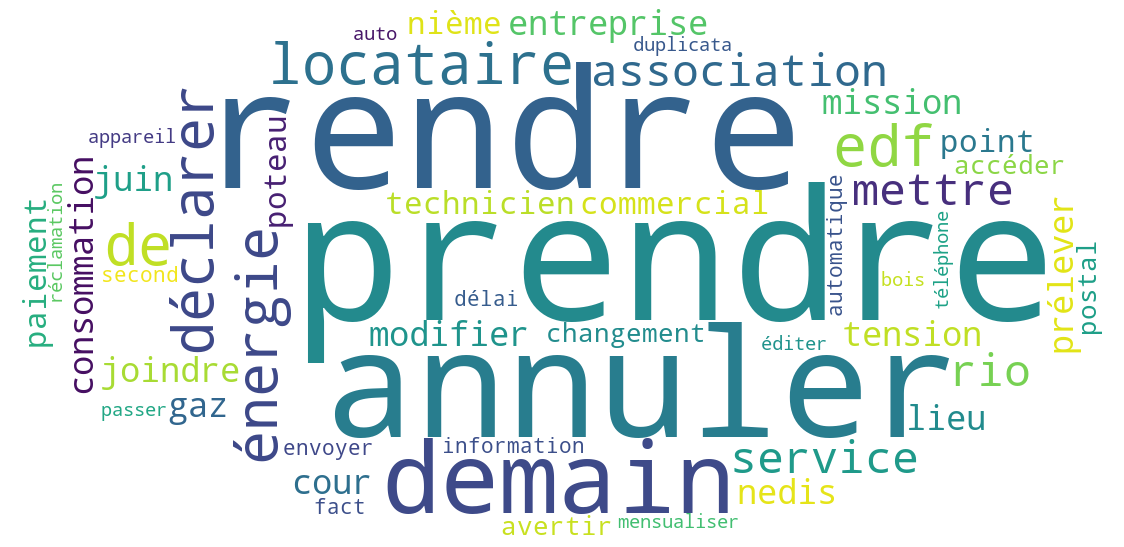 nième entreprise
auto
duplicata
locataire
association
rendre
mission
edf
point
accéder
appareil
déclarer
poteau
juin
consommation
mettre
technicien commercial
automatique
prendre
paiement
réclamation
de
second
énergie
téléphone
prélever
postal
bois
délai
modifier
changement
éditer
tension
annuler
joindre
rio
passer
gaz
lieu
envoyer
information
demain
service
cour
fact
nedis
avertir
mensualiser